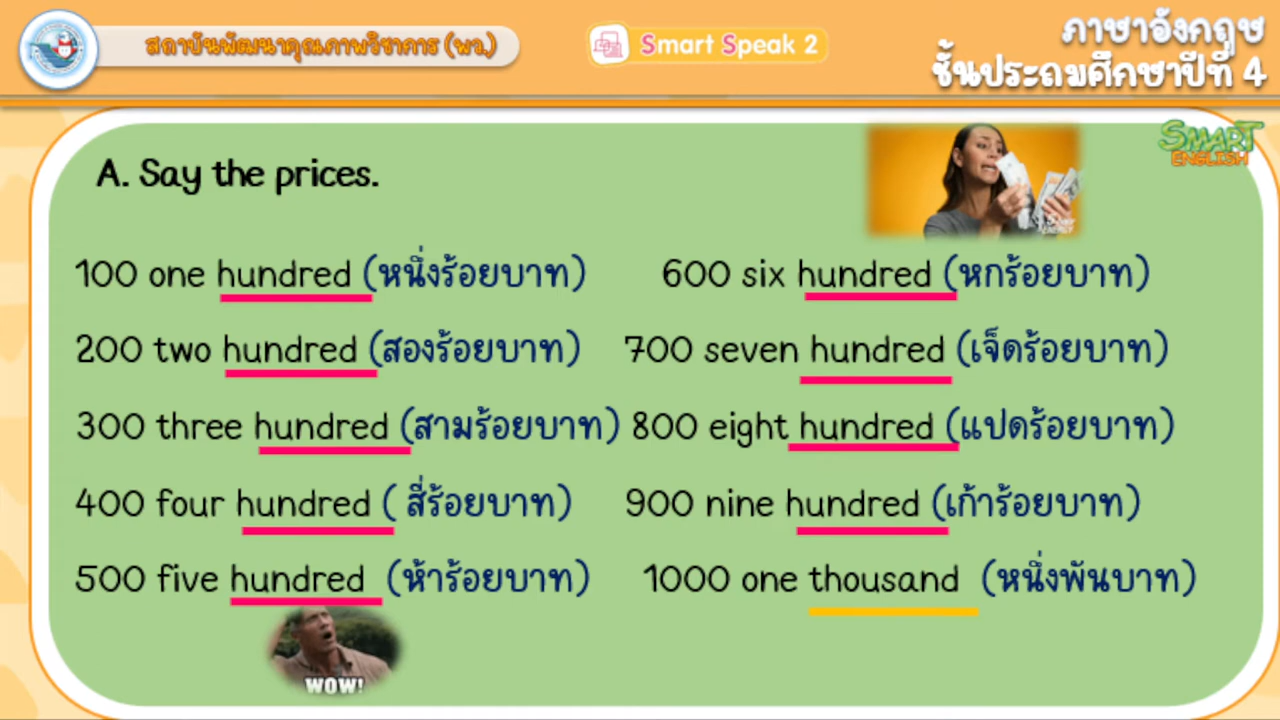 สถาบันพัฒนาคุณภาพวิชาการ (พว.)
Smart Speak 2
ภาษาอังกฤษ
ชั้นประถมศึกษาปีที่ 4
SMART
ENGLISH
A. Say the prices.
100 one hundred (หนึ่งร้อยบาท)
200 two hundred (สองร้อยบาท)
300 three hundred (สามร้อยบาท)
400 four hundred ( สี่ร้อยบาท)
500 five hundred (ห้าร้อยบาท)
600 six hundred (หกร้อยบาท)
700 seven hundred (เจ็ดร้อยบาท)
800 eight hundred (แปดร้อยบาท)
900 nine hundred (เก้าร้อยบาท)
1000 one thousand (หนึ่งพันบาท)
WOW!